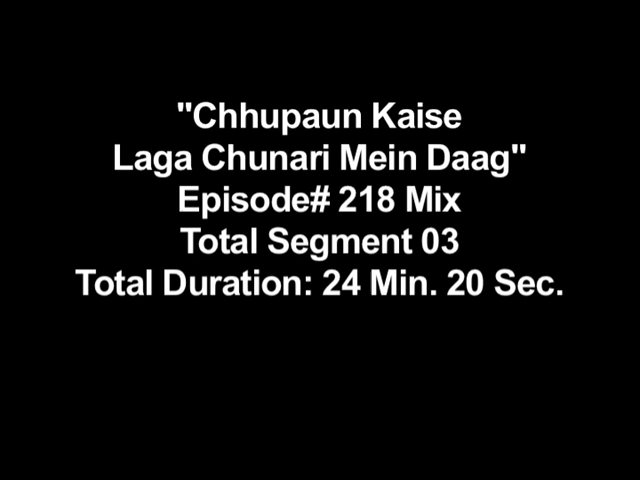 "Chhupaun Kaise
Laga Chunari Mein Daag"
Episode# 218 Mix
Total Segment 03
Total Duration: 24 Min. 20 Sec.